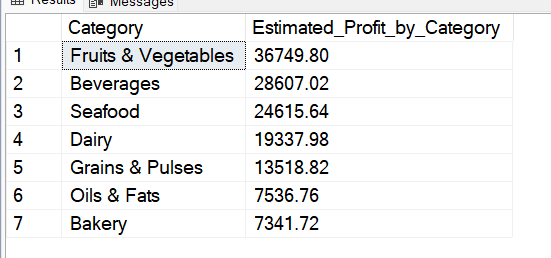 Results Messages
Category Estimated_Profit_by_Category
1 Fruits & Vegetables 36749.80
2 Beverages 28607.02
3 Seafood 24615.64
4 Dairy 19337.98
5 Grains & Pulses 13518.82
6 Oils & Fats 7536.76
7 Bakery 7341.72